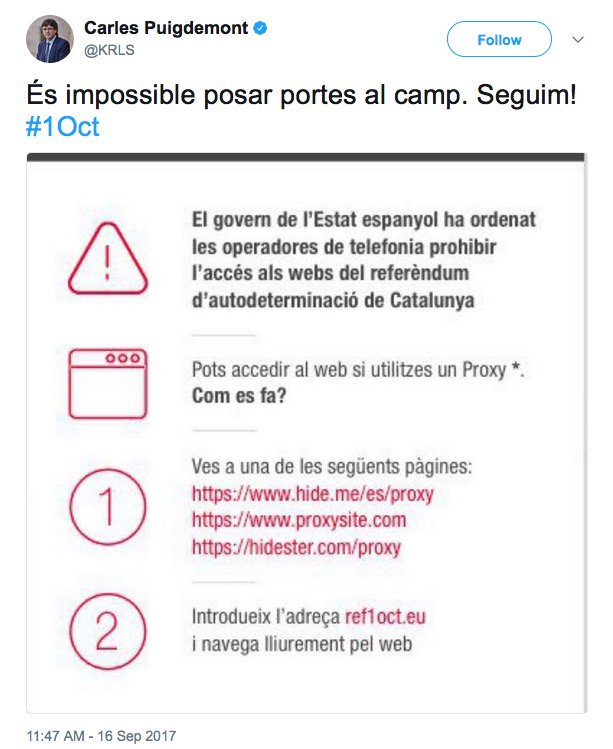 Carles Puigdemont
@KRLS
Follow
És impossible posar portes al camp. Seguim!
#1Oct
El govern de l'Estat espanyol ha ordenat
les operadores de telefonia prohibir
l'accés als webs del referèndum
d'autodeterminació de Catalunya
Pots accedir al web si utilitzes un Proxy *.
Com es fa?
1
Ves a una de les següents pàgines:
https://www.hide.me/es/proxy
https://www.proxysite.com
https://hidester.com/proxy
2
Introdueix l'adreça ref1oct.eu
i navega lliurement pel web
11:47 AM - 16 Sep 2017